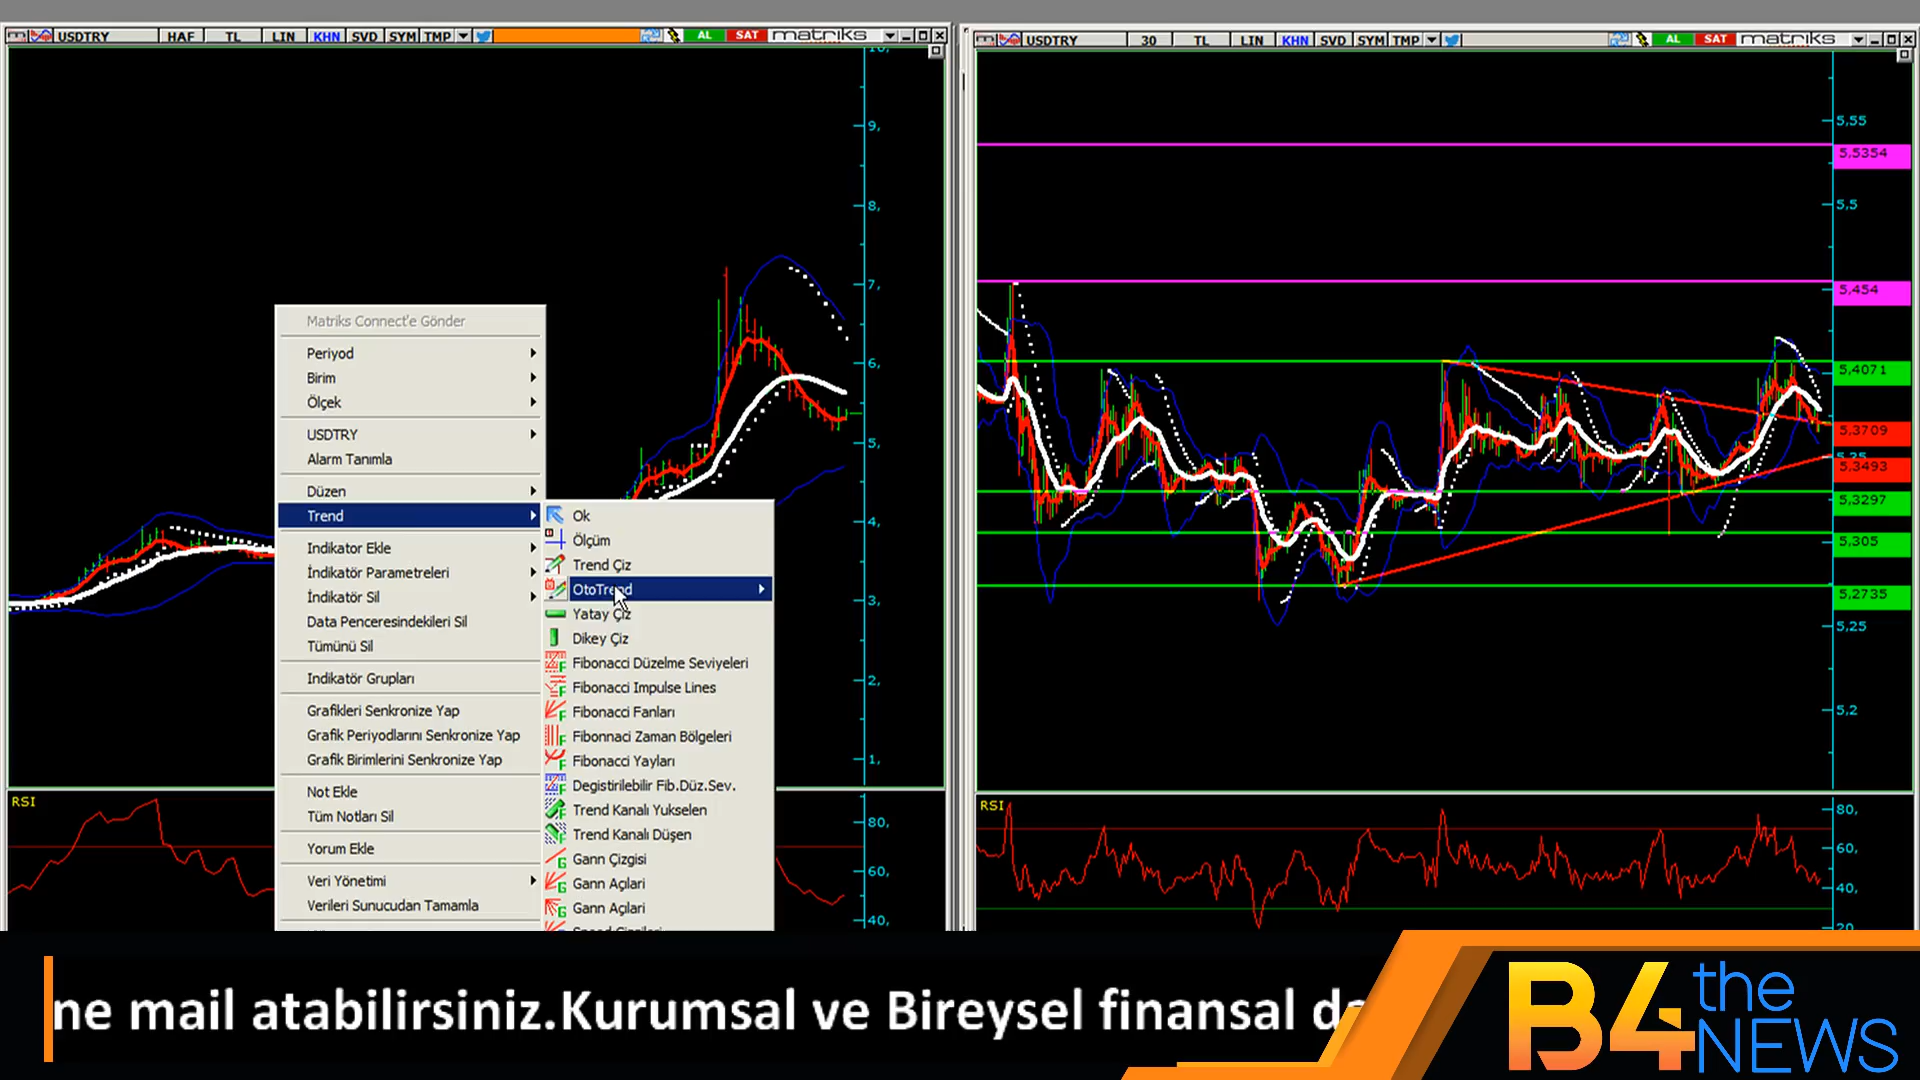 USDTRY HAF TL LIN KHN SVD SYM TMP AL SAT matriks
10,
9,
8,
7,
6,
5,
4,
3,
2,
1,
RSI
80,
60,
40,
Matriks Connect'e Gönder
Periyod
Birim
Ölçek
USDTRY
Alarm Tanımla
Düzen
Trend
Indikator Ekle
İndikatör Parametreleri
İndikatör Sil
Data Penceresindekileri Sil
Tümünü Sil
Indikatör Grupları
Grafikleri Senkronize Yap
Grafik Periyodlarını Senkronize Yap
Grafik Birimlerini Senkronize Yap
Not Ekle
Tüm Notları Sil
Yorum Ekle
Veri Yönetimi
Verileri Sunucudan Tamamla
Ok
Ölçüm
Trend Çiz
OtoTrend
Yatay Çiz
Dikey Çiz
Fibonacci Düzelme Seviyeleri
Fibonacci Impulse Lines
Fibonacci Fanları
Fibonnaci Zaman Bölgeleri
Fibonacci Yayları
Degistirilebilir Fib.Düz.Sev.
Trend Kanalı Yukselen
Trend Kanalı Düşen
Gann Çizgisi
Gann Açilari
Gann Açilari
USDTRY 30 TL LIN KHN SVD SYM TMP AL SAT matriks
5,55
5,5354
5,5
5,454
5,4071
5,3709
5,35
5,3493
5,3297
5,305
5,2735
5,25
5,2
RSI
80,
60,
40,
20
ne mail atabilirsiniz.Kurumsal ve Bireysel finansal da
B4 the NEWS